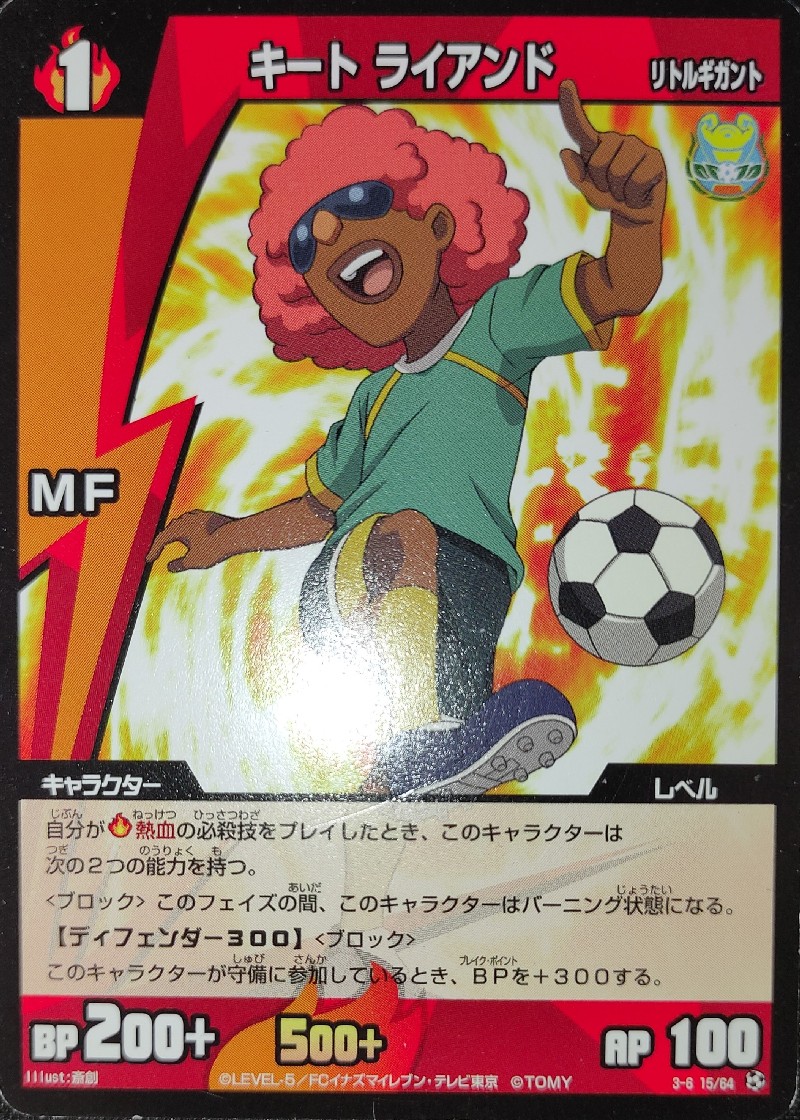 1
キート ライアンド
リトルギガント
MF
キャラクター
レベル
自分が熱血の必殺技をプレイしたとき、このキャラクターは
次の2つの能力を持つ。
<ブロック> このフェイズの間、このキャラクターはバーニング状態になる。
【ディフェンダー300】<ブロック>
このキャラクターが守備に参加しているとき、BPを+300する。
BP 200+
500+
AP 100
Illust:斎創
©LEVEL-5/FCイナズマイレブン・テレビ東京 ©TOMY
3-6 15/64